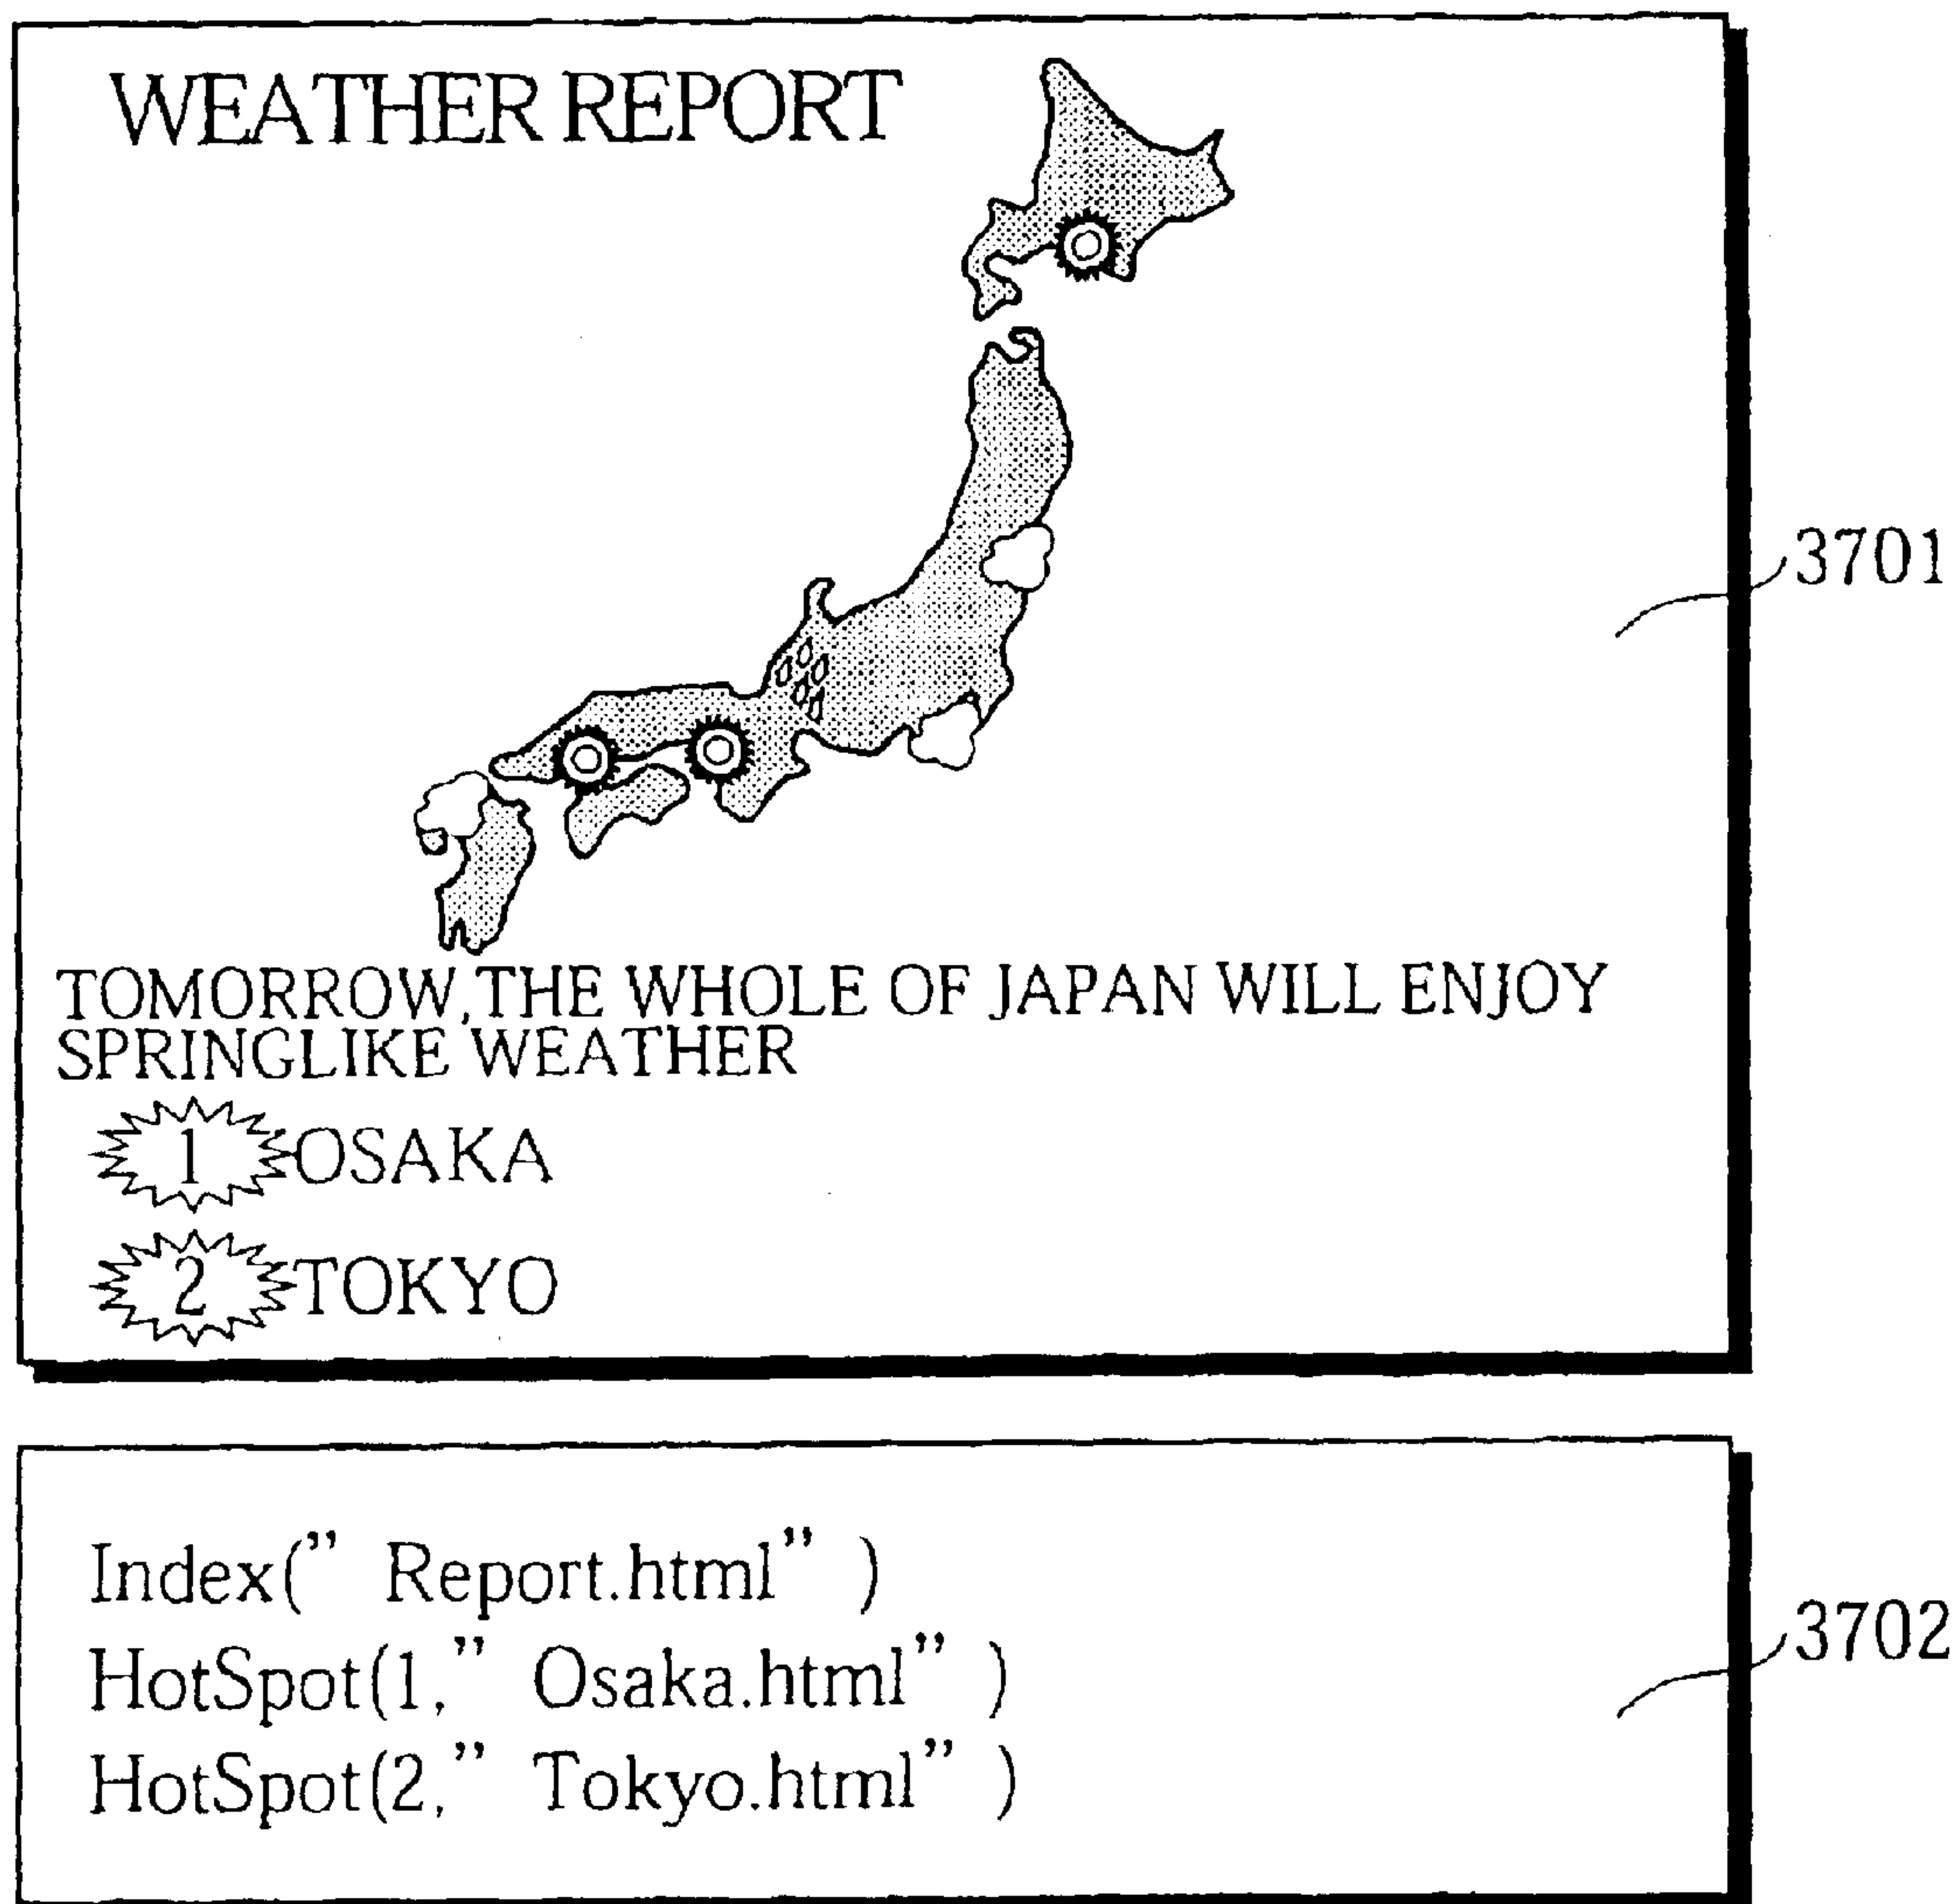 WEATHER REPORT
3701
TOMORROW, THE WHOLE OF JAPAN WILL ENJOY
SPRINGLIKE WEATHER
1 OSAKA
2 TOKYO
Index(” Report.html” )
HotSpot(1,” Osaka.html” )
3702
HotSpot(2,” Tokyo.html” )